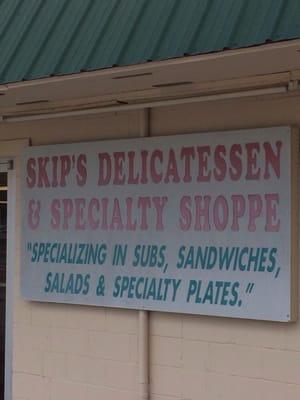 SKIP'S DELICATESSEN
& SPECIALTY SHOPPE
"SPECIALIZING IN SUBS, SANDWICHES,
SALADS & SPECIALTY PLATES."